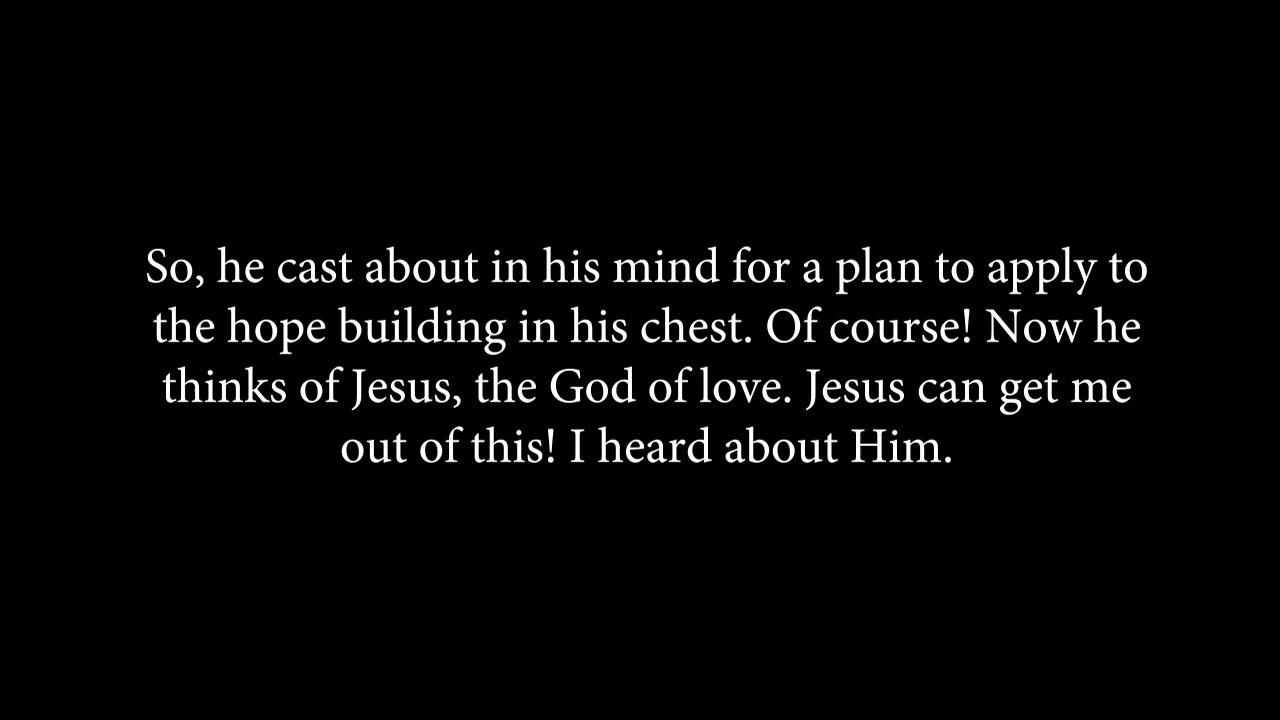 So, he cast about in his mind for a plan to apply to
the hope building in his chest. Of course! Now he
thinks of Jesus, the God of love. Jesus can get me
out of this! I heard about Him.